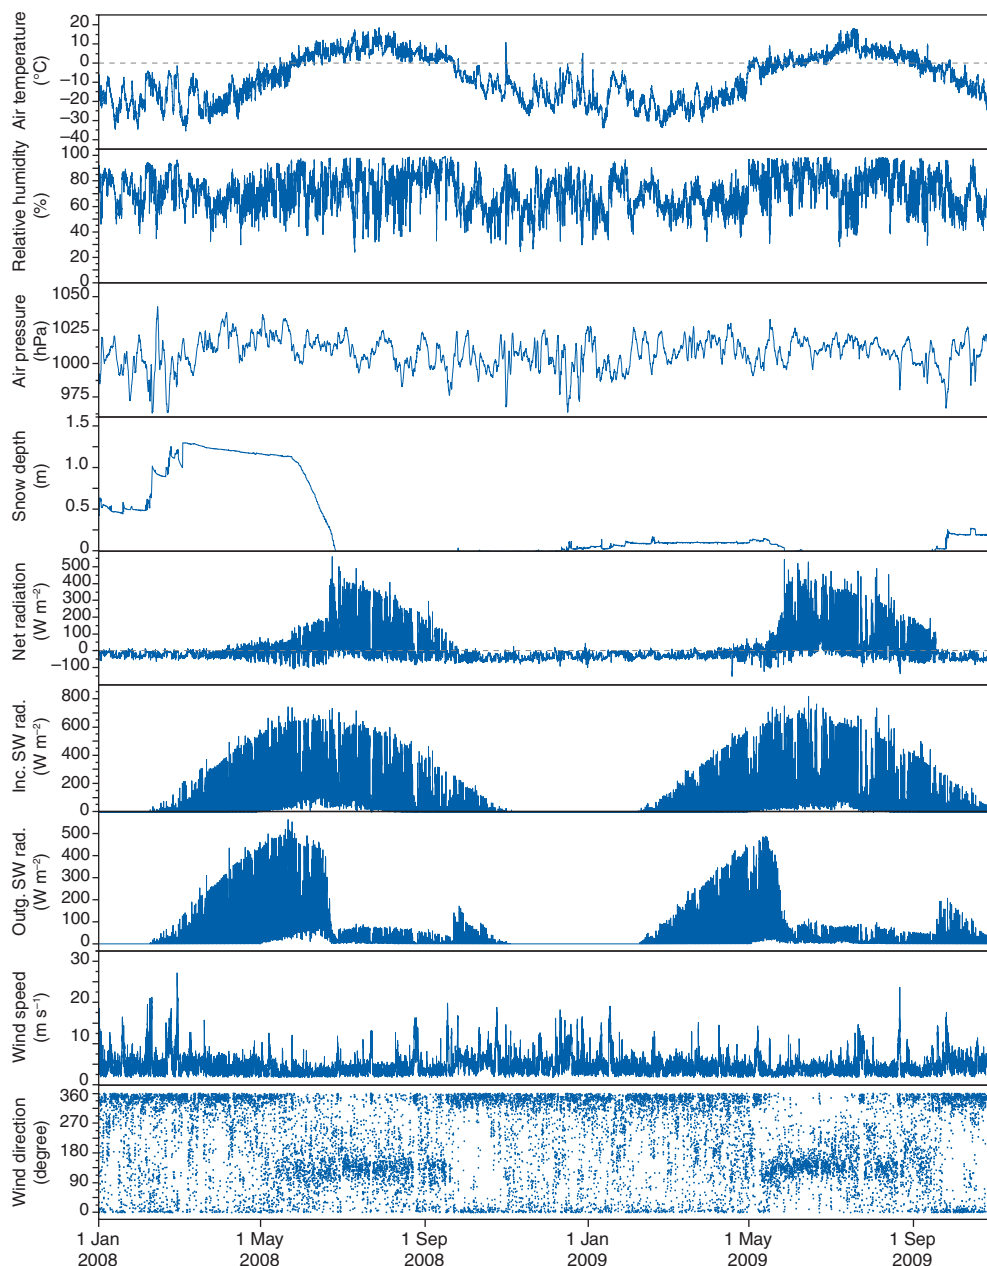 Air temperature
(°C)
20
10
0
−10
−20
−30
−40
Relative humidity
(%)
100
80
60
40
20
0
Air pressure
(hPa)
1050
1025
1000
975
Snow depth
(m)
1.5
1.0
0.5
0
Net radiation
(W m−2)
500
400
300
200
100
0
−100
Inc. SW rad.
(W m−2)
800
600
400
200
0
Outg. SW rad.
(W m−2)
500
400
300
200
100
0
Wind speed
(m s−1)
30
20
10
0
Wind direction
(degree)
360
270
180
90
0
1 Jan
2008
1 May
2008
1 Sep
2008
1 Jan
2009
1 May
2009
1 Sep
2009